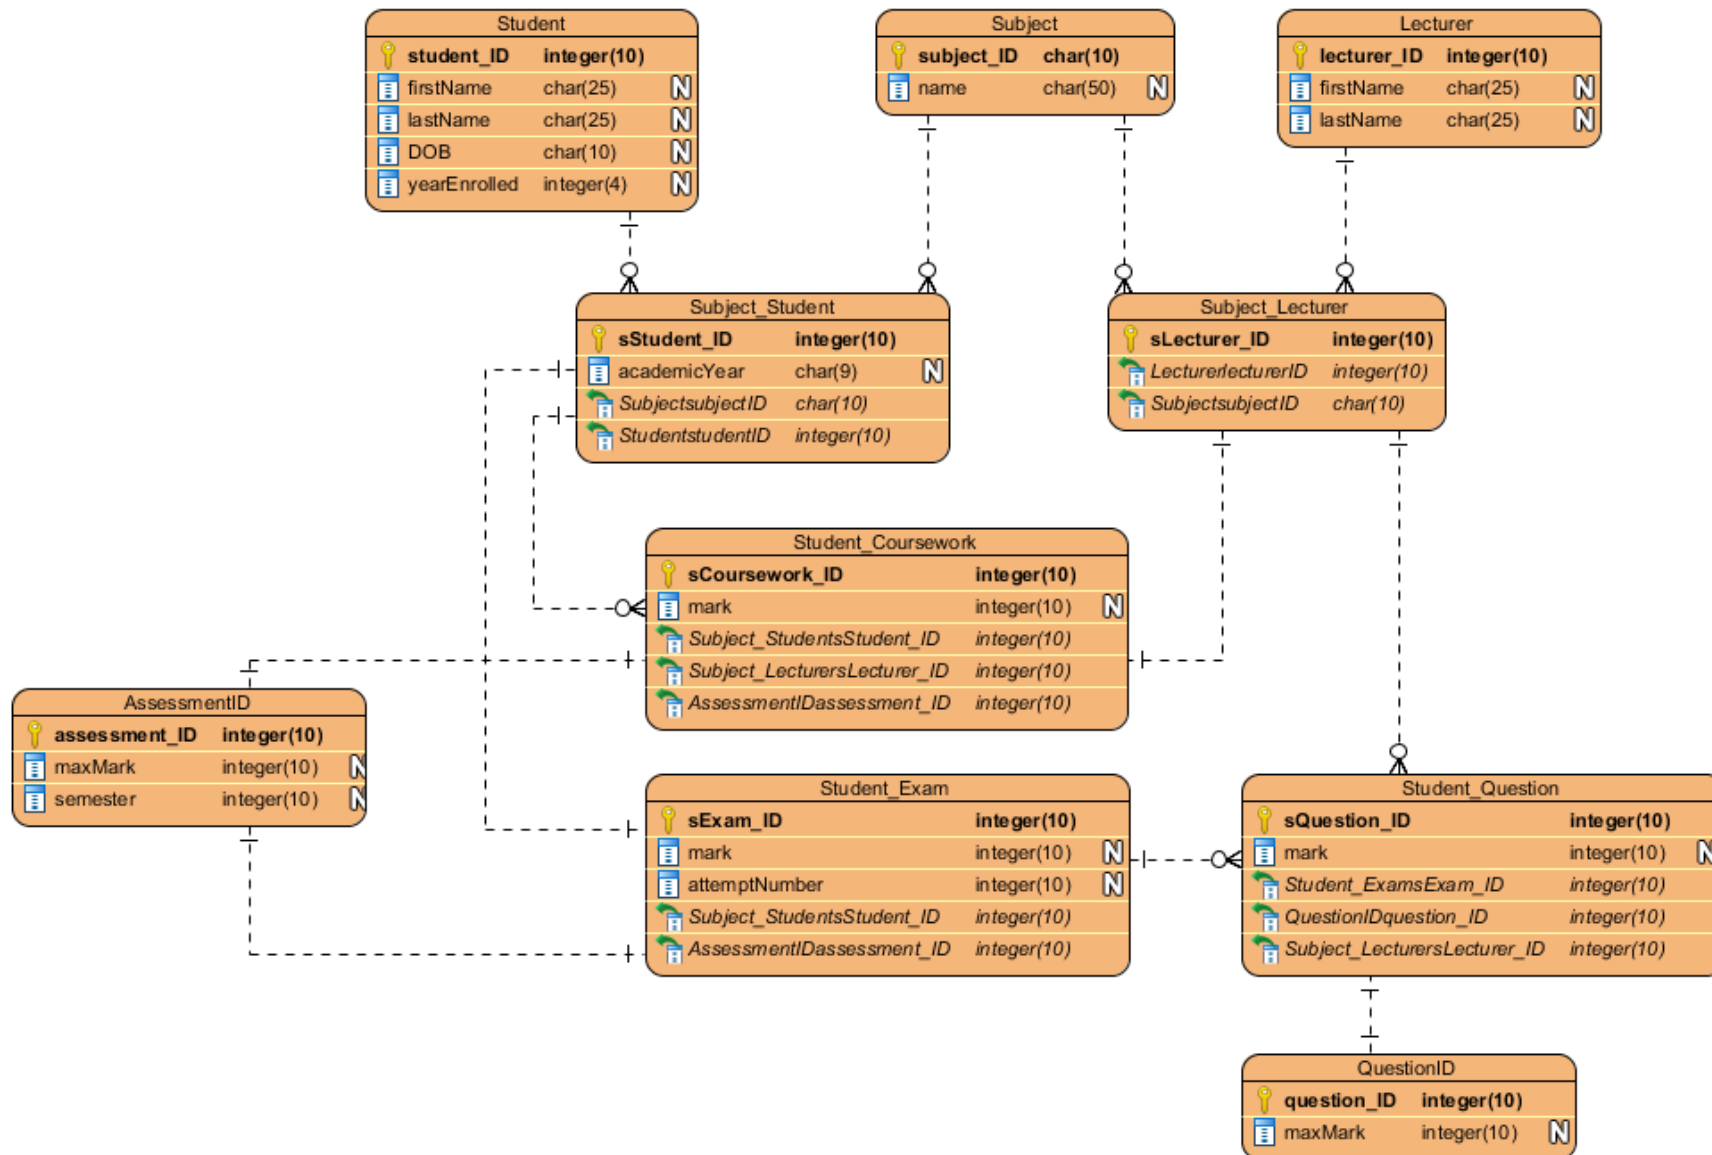 Student
student_ID integer(10)
firstName char(25) N
lastName char(25) N
DOB char(10) N
yearEnrolled integer(4) N
Subject
subject_ID char(10)
name char(50) N
Lecturer
lecturer_ID integer(10)
firstName char(25) N
lastName char(25) N
Subject_Student
sStudent_ID integer(10)
academicYear char(9) N
SubjectsubjectID char(10)
StudentstudentID integer(10)
Subject_Lecturer
sLecturer_ID integer(10)
LecturerlecturerID integer(10)
SubjectsubjectID char(10)
Student_Coursework
sCoursework_ID integer(10)
mark integer(10) N
Subject_StudentsStudent_ID integer(10)
Subject_LecturersLecturer_ID integer(10)
AssessmentIDassessment_ID integer(10)
AssessmentID
assessment_ID integer(10)
maxMark integer(10) N
semester integer(10) N
Student_Exam
sExam_ID integer(10)
mark integer(10) N
attemptNumber integer(10) N
Subject_StudentsStudent_ID integer(10)
AssessmentIDassessment_ID integer(10)
Student_Question
sQuestion_ID integer(10)
mark integer(10) N
Student_ExamsExam_ID integer(10)
QuestionIDquestion_ID integer(10)
Subject_LecturersLecturer_ID integer(10)
QuestionID
question_ID integer(10)
maxMark integer(10) N